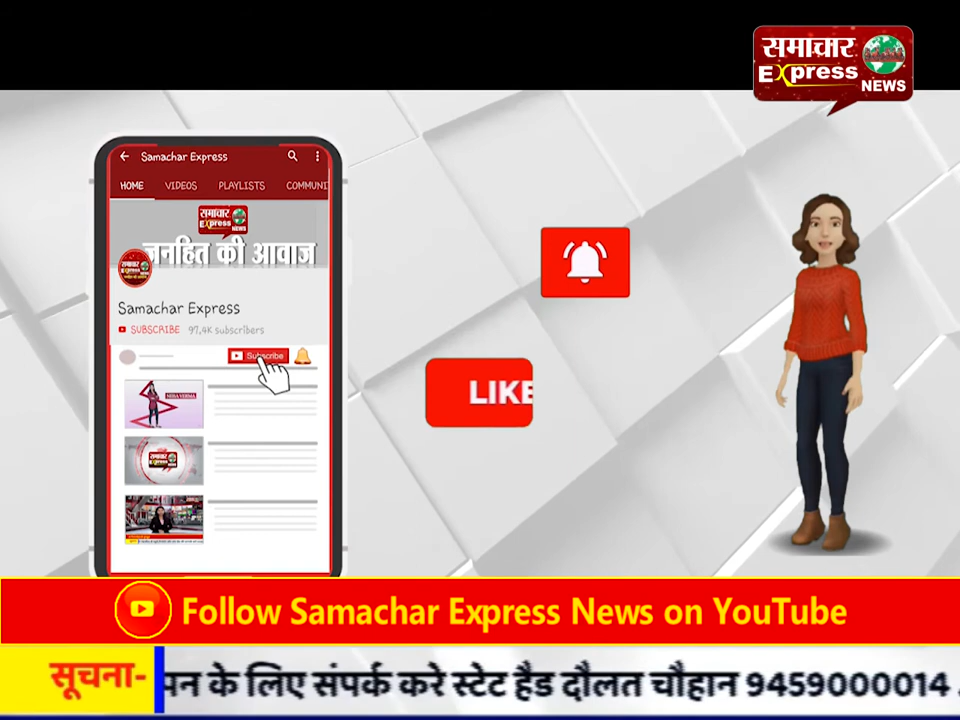 समाचार
Express
NEWS
Samachar Express
HOME VIDEOS PLAYLISTS COMMUNI
समाचार
Express
NEWS
जनहित की आवाज
Samachar Express
SUBSCRIBE 97.4K subscribers
Subscribe
LIKE
Follow Samachar Express News on YouTube
सूचना- पन के लिए संपर्क करे स्टेट हैड दौलत चौहान 9459000014